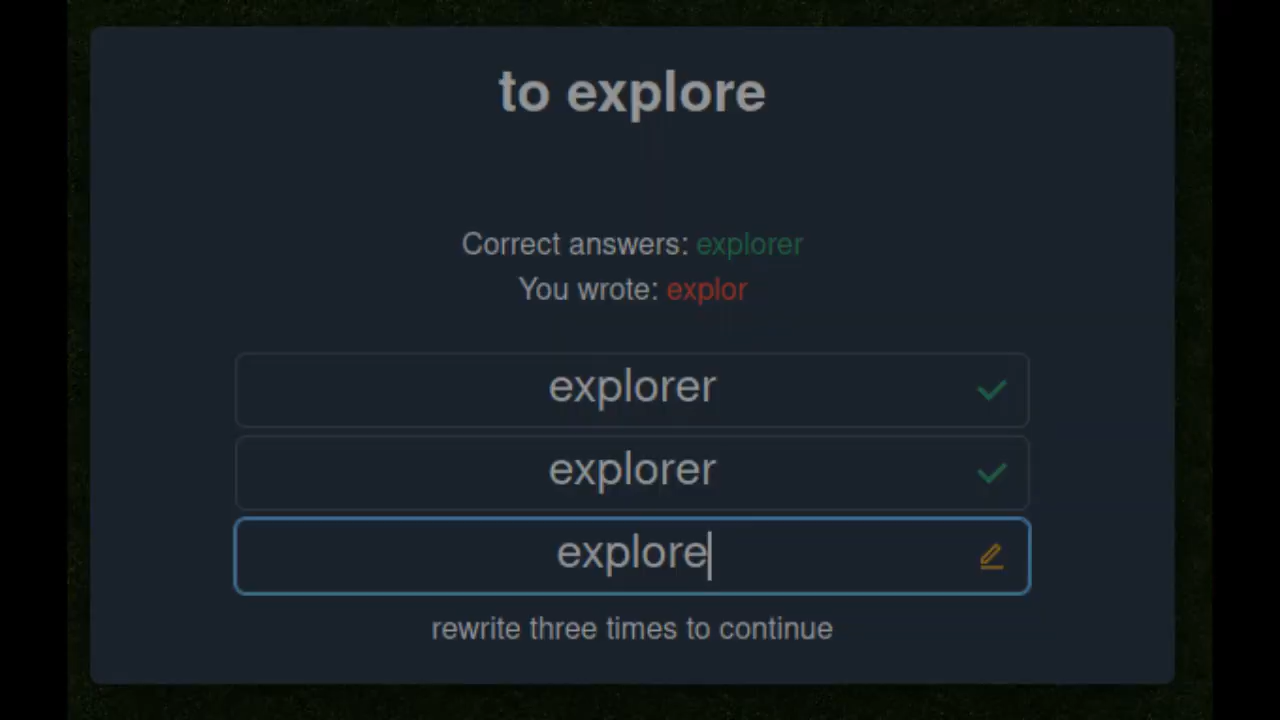 to explore
Correct answers: explorer
You wrote: explor
explorer
explorer
explore
rewrite three times to continue